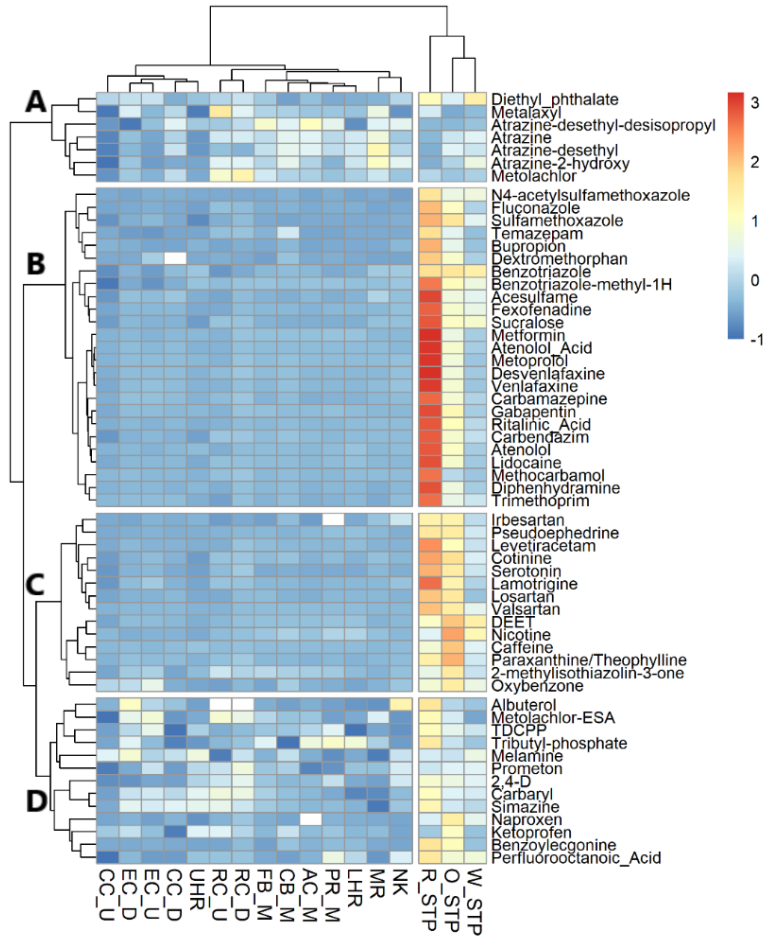 A
Diethyl_phthalate
Metalaxyl
Atrazine-desethyl-desisopropyl
Atrazine
Atrazine-desethyl
Atrazine-2-hydroxy
Metolachlor
B
N4-acetylsulfamethoxazole
Fluconazole
Sulfamethoxazole
Temazepam
Bupropion
Dextromethorphan
Benzotriazole
Benzotriazole-methyl-1H
Acesulfame
Fexofenadine
Sucralose
Metformin
Atenolol_Acid
Metoprolol
Desvenlafaxine
Venlafaxine
Carbamazepine
Gabapentin
Ritalinic_Acid
Carbendazim
Atenolol
Lidocaine
Methocarbamol
Diphenhydramine
Trimethoprim
C
Irbesartan
Pseudoephedrine
Levetiracetam
Cotinine
Serotonin
Lamotrigine
Losartan
Valsartan
DEET
Nicotine
Caffeine
Paraxanthine/Theophylline
2-methylisothiazolin-3-one
Oxybenzone
D
Albuterol
Metolachlor-ESA
TDCPP
Tributyl-phosphate
Melamine
Prometon
2,4-D
Carbaryl
Simazine
Naproxen
Ketoprofen
Benzoylecgonine
Perfluorooctanoic_Acid
CC_U
EC_D
EC_U
CC_D
UHR
RC_U
RC_D
FB_M
CB_M
AC_M
PR_M
LHR
MR
NK
R_STP
O_STP
W_STP
3
2
1
0
-1